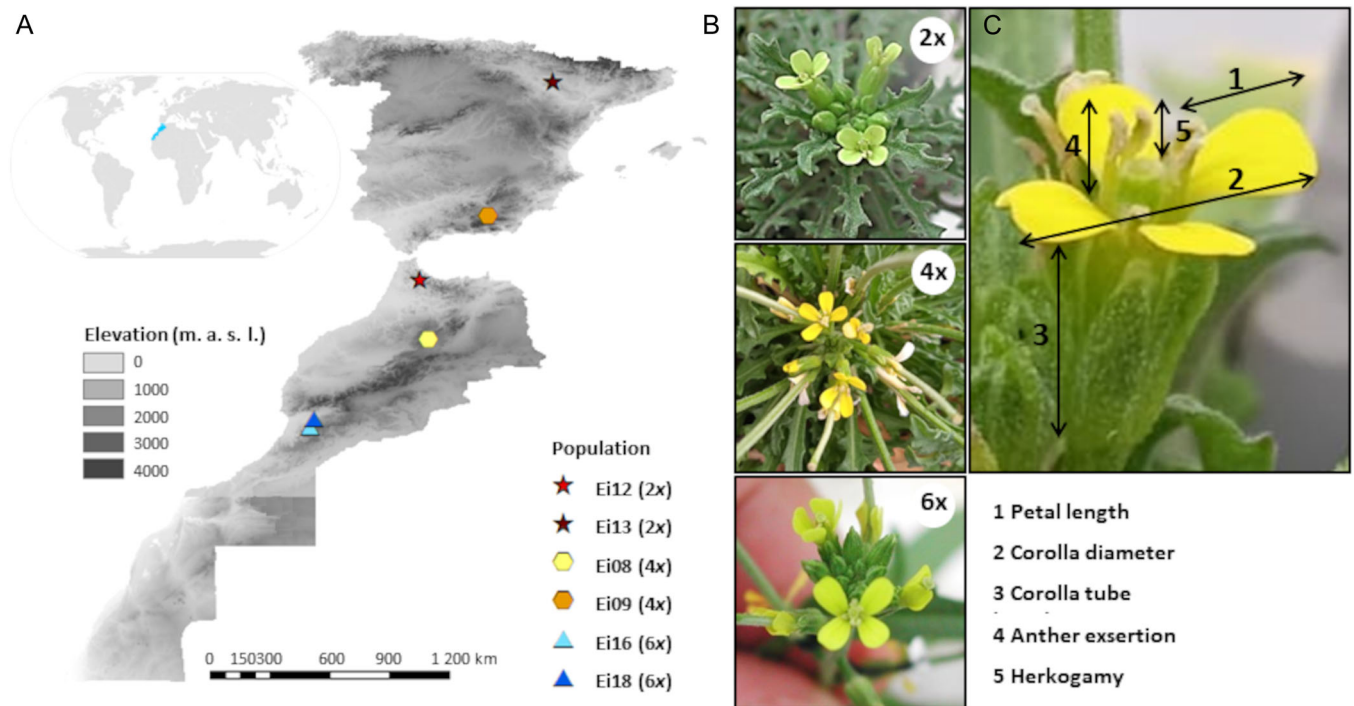 A
Elevation (m. a. s. l.)
0
1000
2000
3000
4000
Population
Ei12 (2x)
Ei13 (2x)
Ei08 (4x)
Ei09 (4x)
Ei16 (6x)
Ei18 (6x)
0 150300 600 900 1 200 km
B
2x
4x
6x
C
1
2
3
4
5
1 Petal length
2 Corolla diameter
3 Corolla tube
4 Anther exsertion
5 Herkogamy